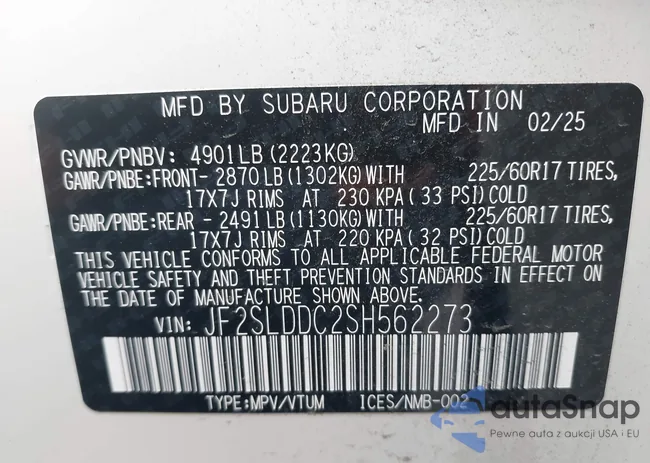 MFD BY SUBARU CORPORATION
MFD IN 02/25
GVWR/PNBV: 4901LB (2223KG)
GAWR/PNBE:FRONT- 2870 LB (1302KG) WITH 225/60R17 TIRES,
17X7J RIMS AT 230 KPA ( 33 PSI) COLD
GAWR/PNBE:REAR - 2491 LB (1130KG) WITH 225/60R17 TIRES,
17X7J RIMS AT 220 KPA ( 32 PSI) COLD
THIS VEHICLE CONFORMS TO ALL APPLICABLE FEDERAL MOTOR
VEHICLE SAFETY AND THEFT PREVENTION STANDARDS IN EFFECT ON
THE DATE OF MANUFACTURE SHOWN ABOVE.
VIN: JF2SLDDC2SH562273
TYPE:MPV/VTUM ICES/NMB-002
autoSnap
Pewne auta z aukcji USA i EU